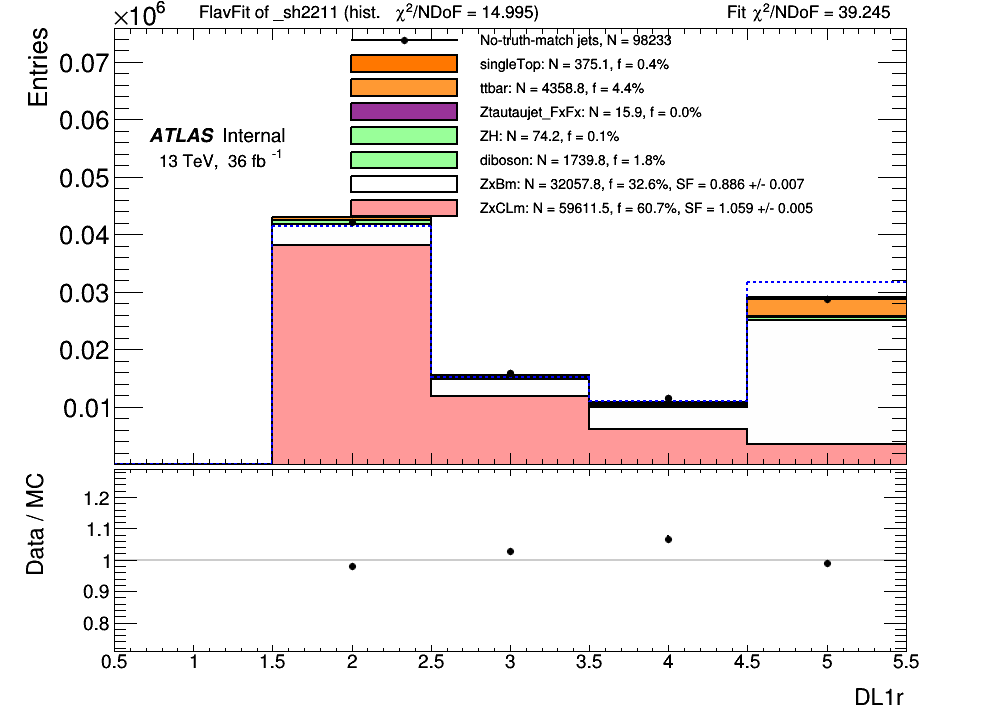 ×10⁶
FlavFit of _sh2211 (hist. χ²/NDoF = 14.995)
Fit χ²/NDoF = 39.245
Entries
0.07
0.06
0.05
0.04
0.03
0.02
0.01
ATLAS Internal
13 TeV, 36 fb⁻¹
No-truth-match jets, N = 98233
singleTop: N = 375.1, f = 0.4%
ttbar: N = 4358.8, f = 4.4%
Ztautaujet_FxFx: N = 15.9, f = 0.0%
ZH: N = 74.2, f = 0.1%
diboson: N = 1739.8, f = 1.8%
ZxBm: N = 32057.8, f = 32.6%, SF = 0.886 +/- 0.007
ZxCLm: N = 59611.5, f = 60.7%, SF = 1.059 +/- 0.005
Data / MC
1.2
1.1
1
0.9
0.8
0.5 1 1.5 2 2.5 3 3.5 4 4.5 5 5.5
DL1r